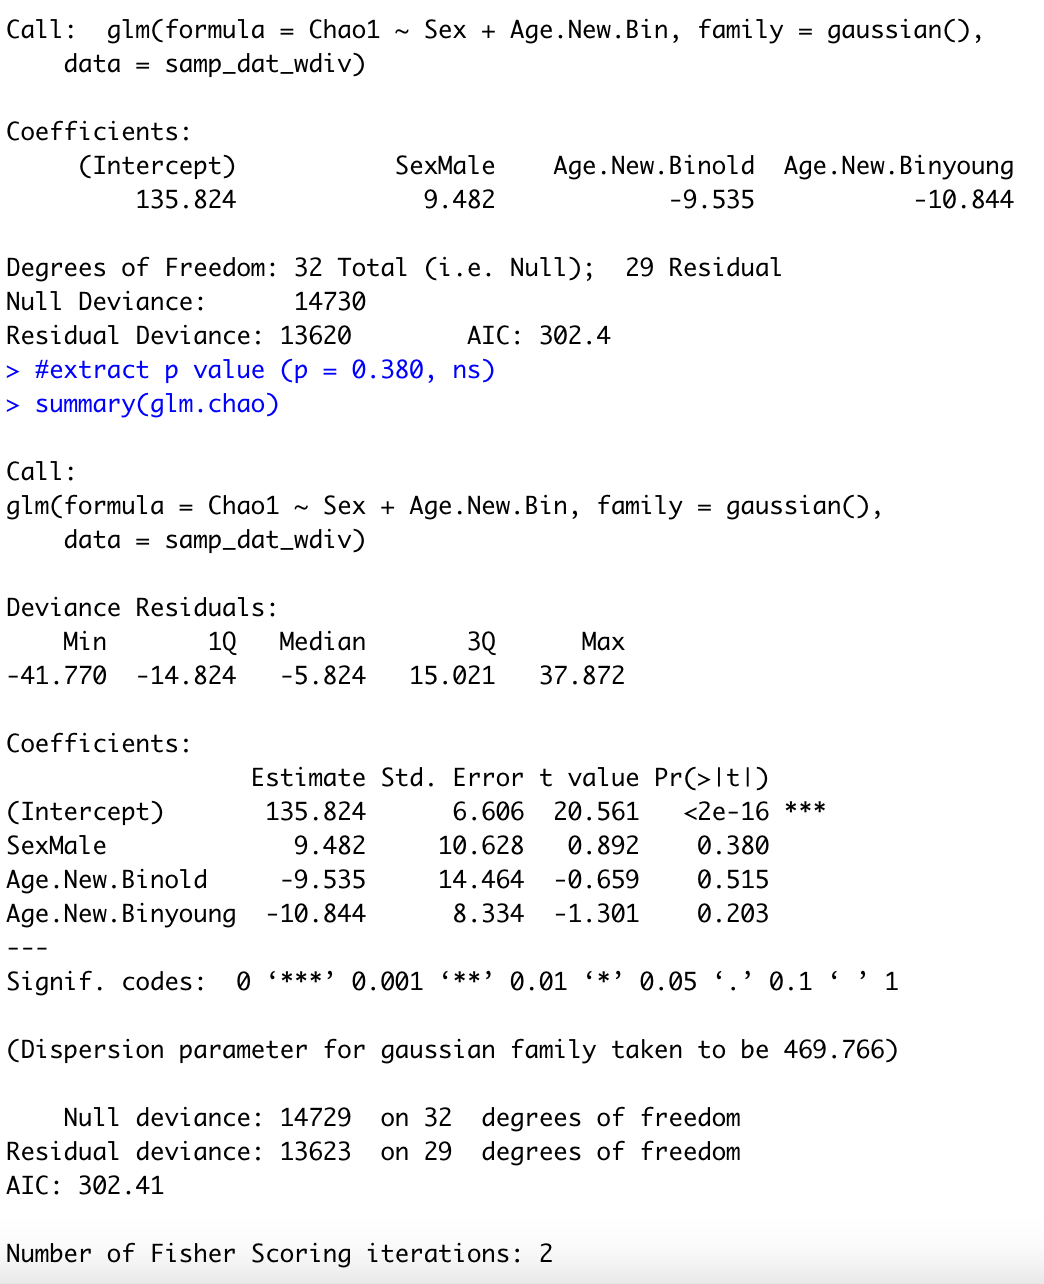 Call:  glm(formula = Chao1 ~ Sex + Age.New.Bin, family = gaussian(),
    data = samp_dat_wdiv)

Coefficients:
     (Intercept)           SexMale    Age.New.Binold  Age.New.Binyoung
         135.824             9.482            -9.535           -10.844

Degrees of Freedom: 32 Total (i.e. Null);  29 Residual
Null Deviance:      14730
Residual Deviance: 13620        AIC: 302.4
> #extract p value (p = 0.380, ns)
> summary(glm.chao)

Call:
glm(formula = Chao1 ~ Sex + Age.New.Bin, family = gaussian(),
    data = samp_dat_wdiv)

Deviance Residuals:
    Min       1Q   Median       3Q      Max
-41.770  -14.824   -5.824   15.021   37.872

Coefficients:
                 Estimate Std. Error t value Pr(>|t|)
(Intercept)       135.824      6.606  20.561   <2e-16 ***
SexMale             9.482     10.628   0.892    0.380
Age.New.Binold     -9.535     14.464  -0.659    0.515
Age.New.Binyoung  -10.844      8.334  -1.301    0.203
---
Signif. codes:  0 ‘***’ 0.001 ‘**’ 0.01 ‘*’ 0.05 ‘.’ 0.1 ‘ ’ 1

(Dispersion parameter for gaussian family taken to be 469.766)

    Null deviance: 14729  on 32  degrees of freedom
Residual deviance: 13623  on 29  degrees of freedom
AIC: 302.41

Number of Fisher Scoring iterations: 2